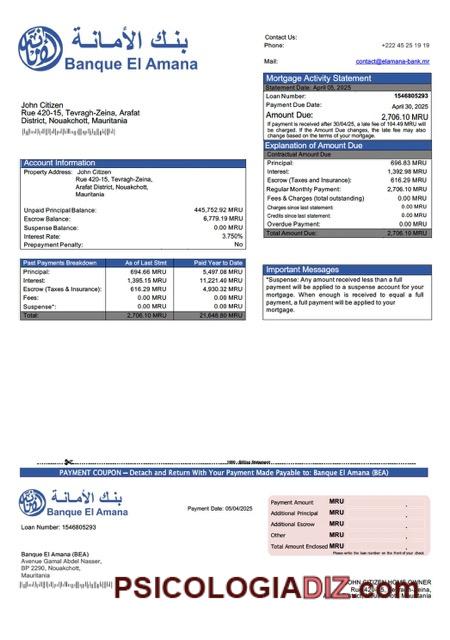 بنك الأمانة
Banque El Amana
Contact Us:
Phone: +222 45 25 19 19
Mail: contact@elamana-bank.mr
Mortgage Activity Statement
Statement Date: April 05, 2025
Loan Number: 1546805293
Payment Due Date: April 30, 2025
Amount Due: 2,706.10 MRU
If payment is received after 30/04/25, a late fee of 164.49 MRU will
be charged. If the Amount Due changes, the late fee may also
change based on the terms of your mortgage.
John Citizen
Rue 420-15, Tevragh-Zeina, Arafat
District, Nouakchott, Mauritania
Explanation of Amount Due
Contractual Amount Due
Principal: 696.83 MRU
Interest: 1,392.98 MRU
Escrow (Taxes and Insurance): 616.29 MRU
Regular Monthly Payment: 2,706.10 MRU
Fees & Charges (total outstanding) 0.00 MRU
Charges since last statement: 0.00 MRU
Credits since last statement: 0.00 MRU
Overdue Payment: 0.00 MRU
Total Amount Due: 2,706.10 MRU
Account Information
Property Address: John Citizen
Rue 420-15, Tevragh-Zeina,
Arafat District, Nouakchott,
Mauritania
Unpaid Principal Balance: 445,752.92 MRU
Escrow Balance: 6,779.19 MRU
Suspense Balance: 0.00 MRU
Interest Rate: 3.750%
Prepayment Penalty: No
Past Payments Breakdown As of Last Stmt Paid Year to Date
Principal: 694.66 MRU 5,497.08 MRU
Interest: 1,395.15 MRU 11,221.40 MRU
Escrow (Taxes & Insurance): 616.29 MRU 4,930.32 MRU
Fees: 0.00 MRU 0.00 MRU
Suspense*: 0.00 MRU 0.00 MRU
Total: 2,706.10 MRU 21,648.80 MRU
Important Messages
*Suspense: Any amount received less than a full
payment will be applied to a suspense account for your
mortgage. When enough is received to equal a full
payment, a full payment will be applied to your
mortgage.
Billing Statement
PAYMENT COUPON – Detach and Return With Your Payment Made Payable to: Banque El Amana (BEA)
بنك الأمانة
Banque El Amana
Loan Number: 1546805293
Payment Date: 05/04/2025
Payment Amount MRU
Additional Principal MRU
Additional Escrow MRU
Other MRU
Total Amount Enclosed MRU
Please write the loan number on the front of your check.
Banque El Amana (BEA)
Avenue Gamal Abdel Nasser,
BP 2290, Nouakchott,
Mauritania
JOHN CITIZEN HOME OWNER
PSICOLOGIADIZ.com